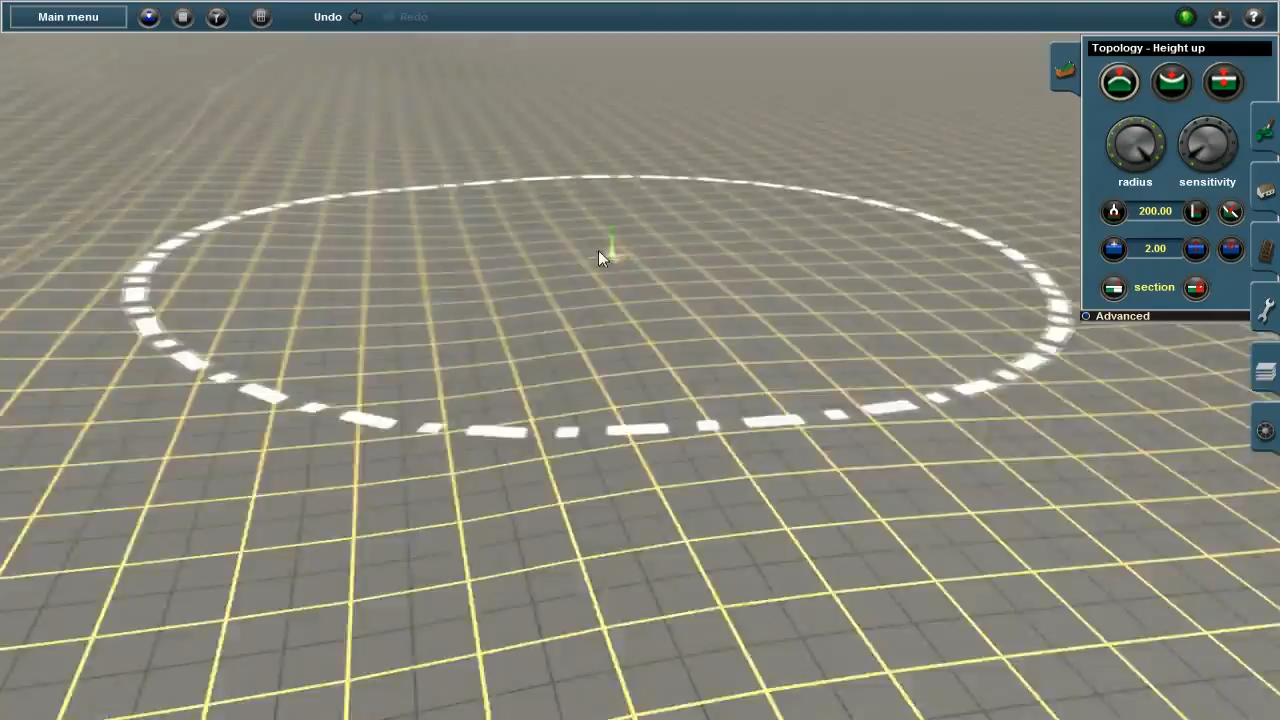 Main menu
Undo
Redo
?
Topology - Height up
radius
sensitivity
200.00
2.00
section
Advanced